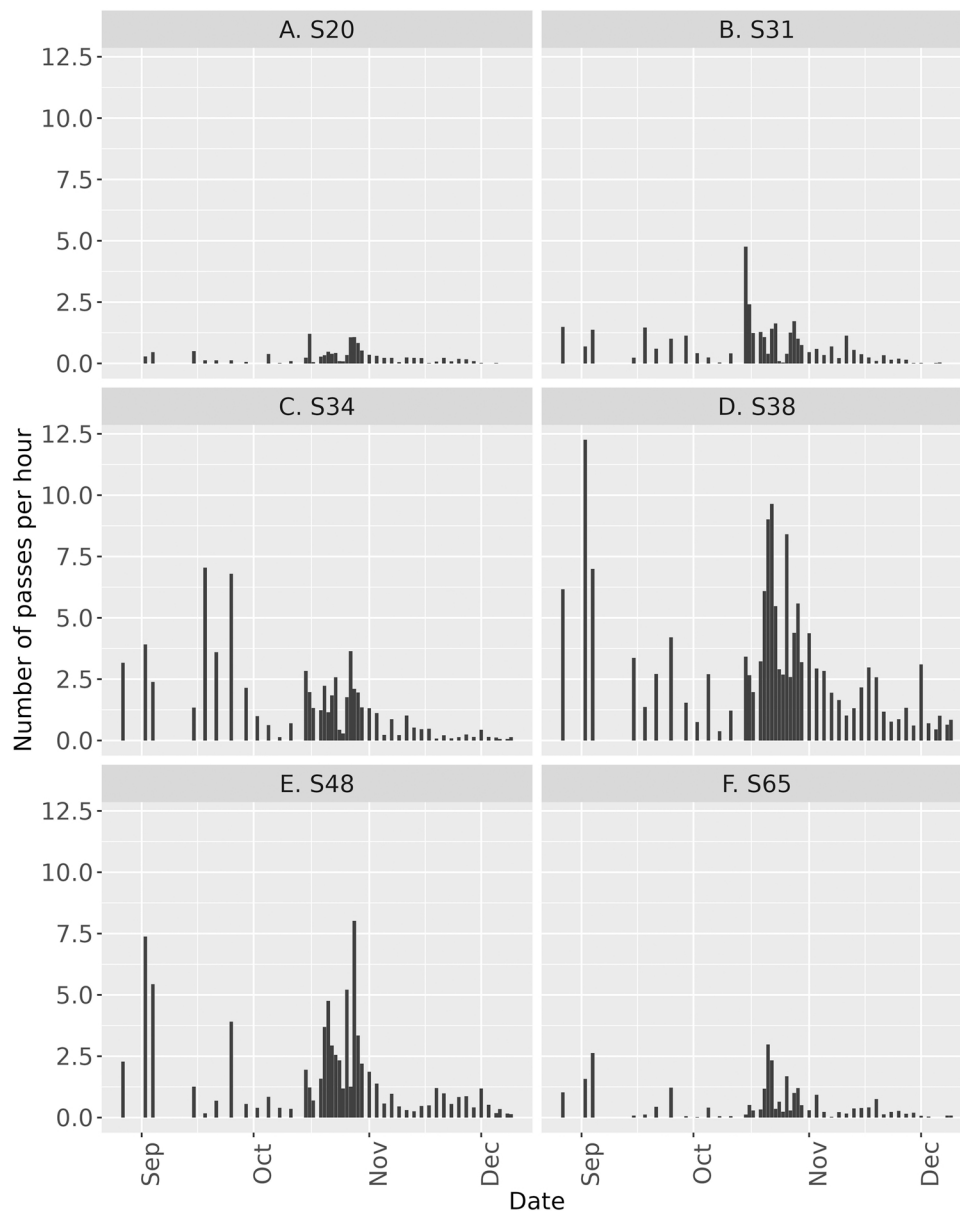 A. S20
B. S31
12.5
10.0
7.5
5.0
2.5
0.0
C. S34
D. S38
12.5
10.0
7.5
5.0
2.5
0.0
Number of passes per hour
E. S48
F. S65
12.5
10.0
7.5
5.0
2.5
0.0
Sep
Oct
Nov
Dec
Sep
Oct
Nov
Dec
Date